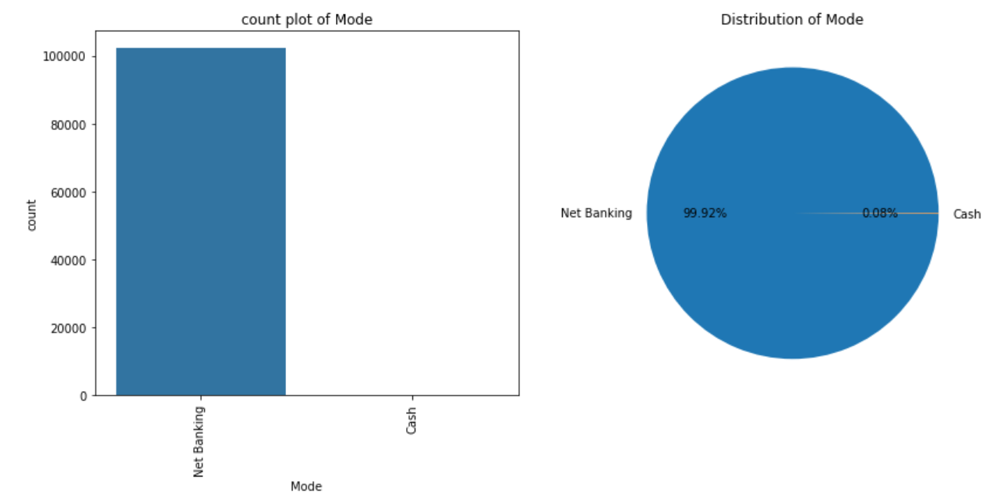 count plot of Mode
100000
80000
60000
40000
20000
0
count
Net Banking
Cash
Mode
Distribution of Mode
Net Banking
99.92%
0.08%
Cash